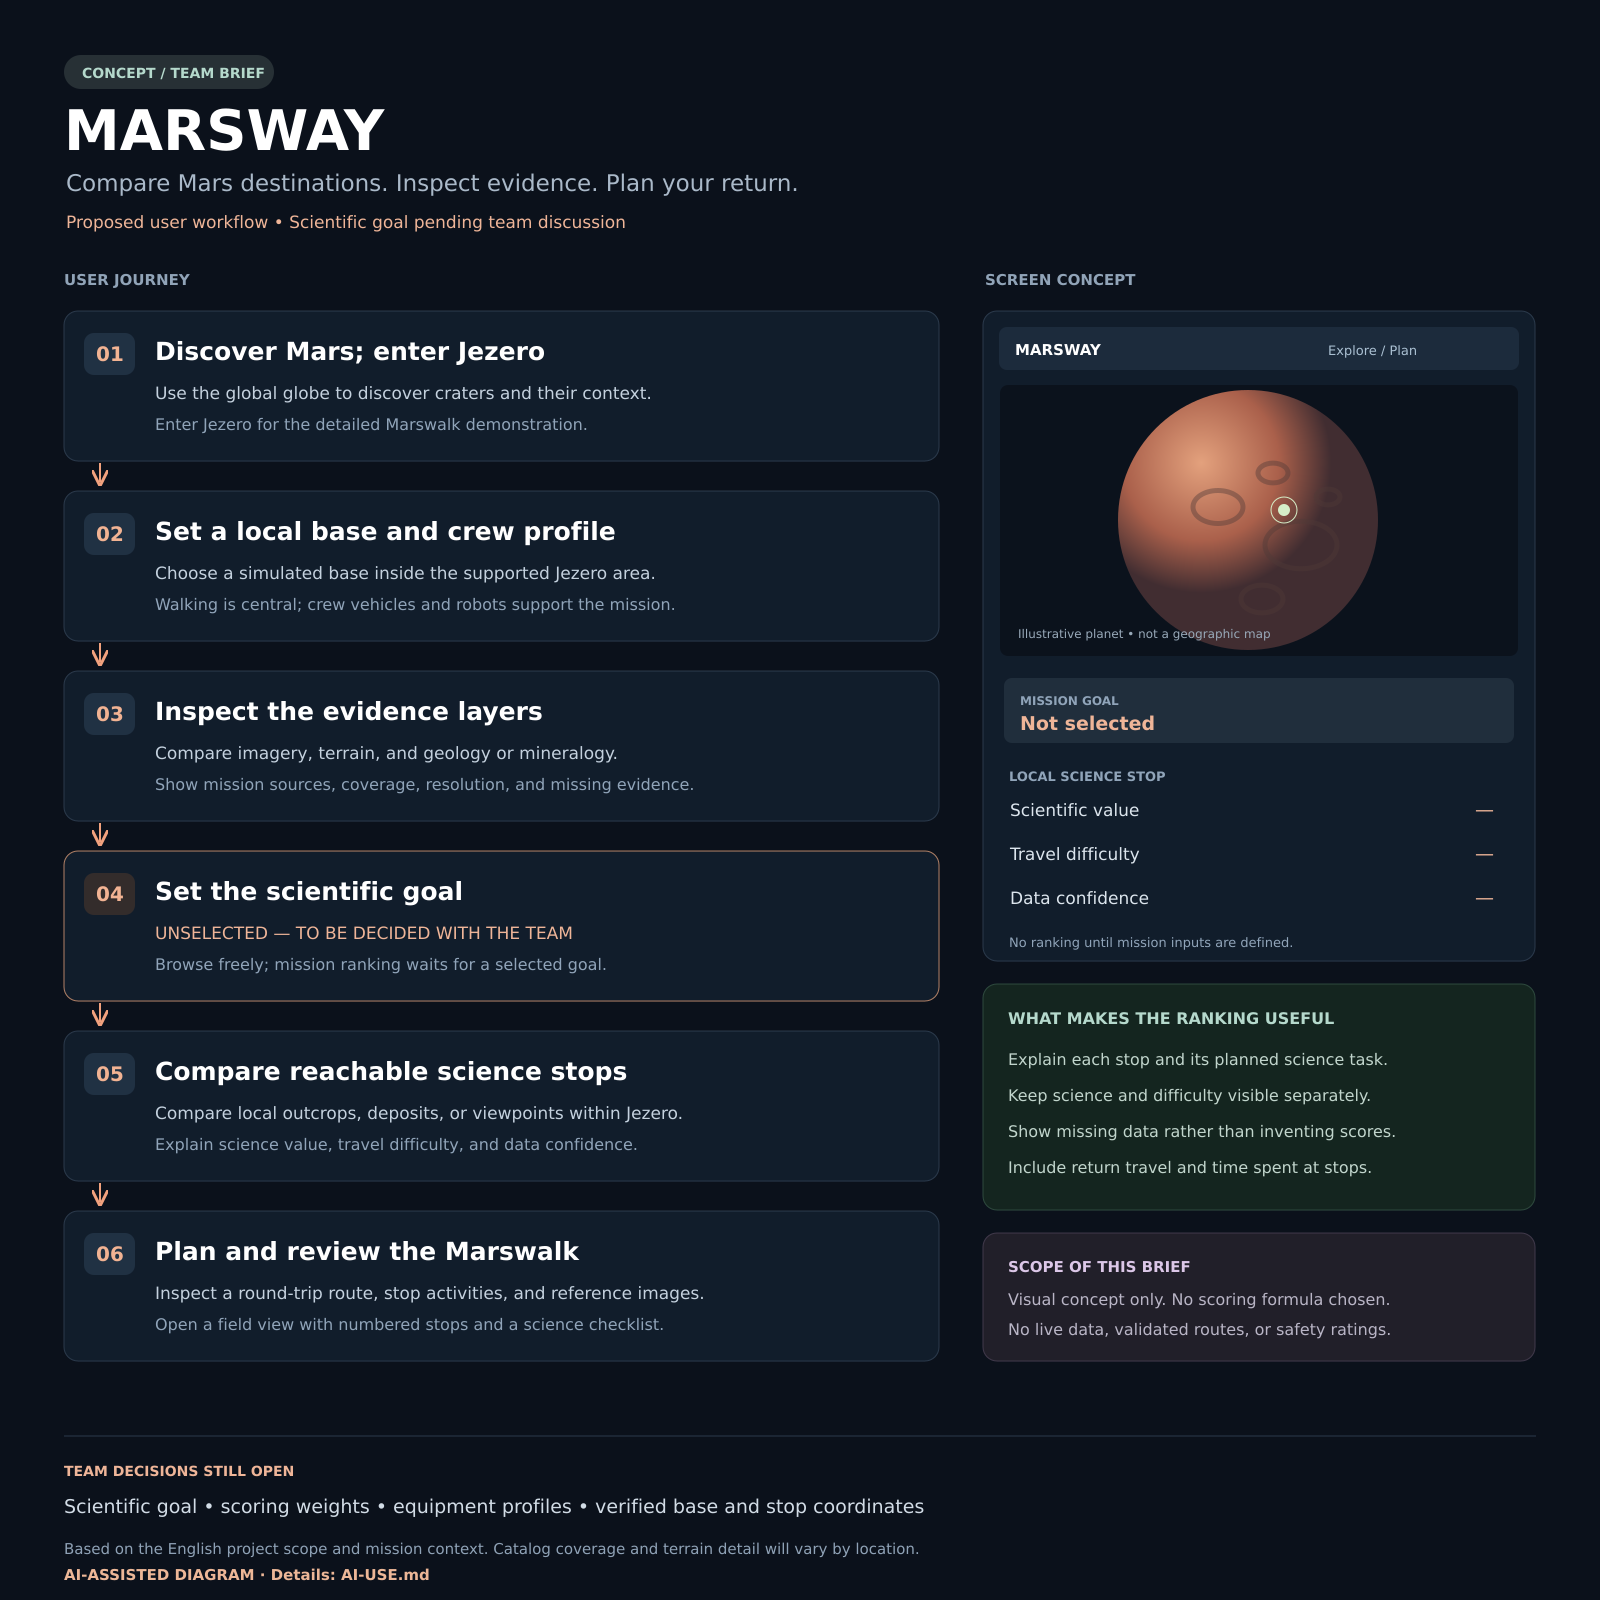 CONCEPT / TEAM BRIEF
MARSWAY
Compare Mars destinations. Inspect evidence. Plan your return.
Proposed user workflow • Scientific goal pending team discussion
USER JOURNEY
01
Discover Mars; enter Jezero
Use the global globe to discover craters and their context.
Enter Jezero for the detailed Marswalk demonstration.
02
Set a local base and crew profile
Choose a simulated base inside the supported Jezero area.
Walking is central; crew vehicles and robots support the mission.
03
Inspect the evidence layers
Compare imagery, terrain, and geology or mineralogy.
Show mission sources, coverage, resolution, and missing evidence.
04
Set the scientific goal
UNSELECTED — TO BE DECIDED WITH THE TEAM
Browse freely; mission ranking waits for a selected goal.
05
Compare reachable science stops
Compare local outcrops, deposits, or viewpoints within Jezero.
Explain science value, travel difficulty, and data confidence.
06
Plan and review the Marswalk
Inspect a round-trip route, stop activities, and reference images.
Open a field view with numbered stops and a science checklist.
SCREEN CONCEPT
MARSWAY Explore / Plan
Illustrative planet • not a geographic map
MISSION GOAL
Not selected
LOCAL SCIENCE STOP
Scientific value —
Travel difficulty —
Data confidence —
No ranking until mission inputs are defined.
WHAT MAKES THE RANKING USEFUL
Explain each stop and its planned science task.
Keep science and difficulty visible separately.
Show missing data rather than inventing scores.
Include return travel and time spent at stops.
SCOPE OF THIS BRIEF
Visual concept only. No scoring formula chosen.
No live data, validated routes, or safety ratings.
TEAM DECISIONS STILL OPEN
Scientific goal • scoring weights • equipment profiles • verified base and stop coordinates
Based on the English project scope and mission context. Catalog coverage and terrain detail will vary by location.
AI-ASSISTED DIAGRAM · Details: AI-USE.md